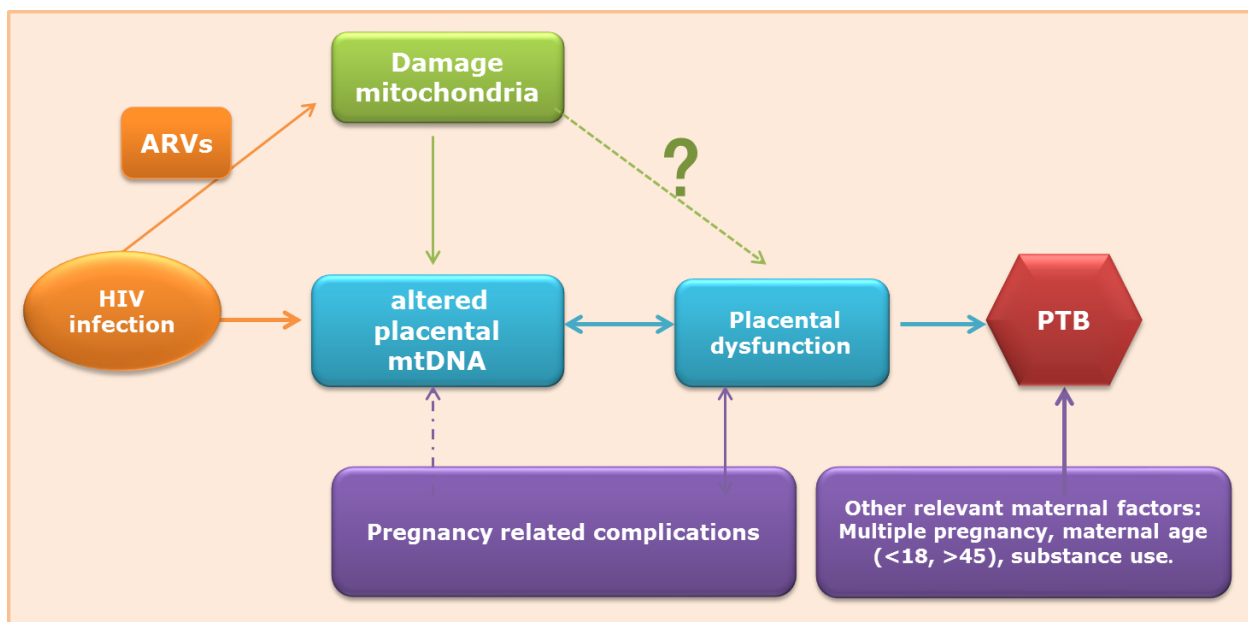 Damage
mitochondria
ARVs
?
HIV
infection
altered
placental
mtDNA
Placental
dysfunction
PTB
Pregnancy related complications
Other relevant maternal factors:
Multiple pregnancy, maternal age
(<18, >45), substance use.